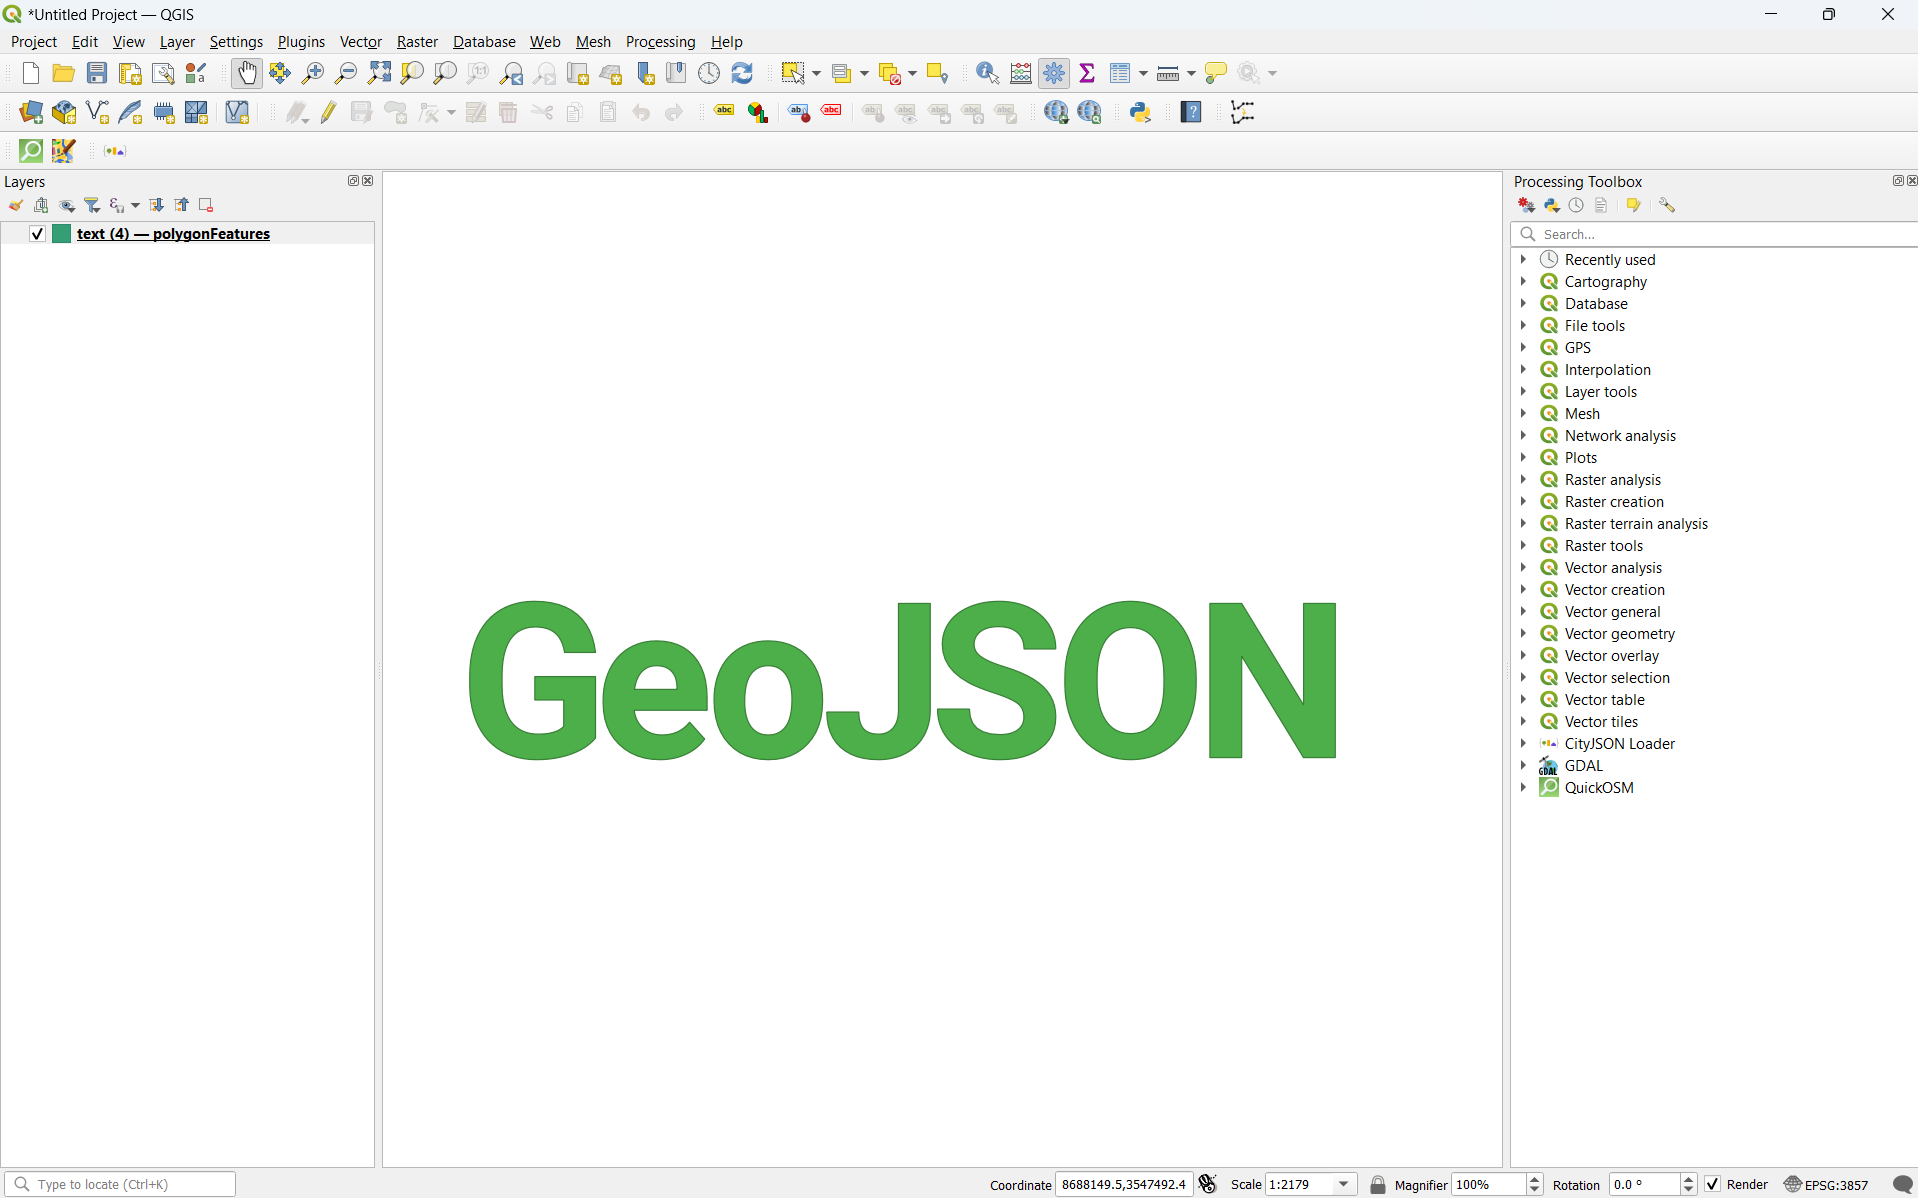 *Untitled Project — QGIS
Project Edit View Layer Settings Plugins Vector Raster Database Web Mesh Processing Help
abc abc
Layers
text (4) — polygonFeatures
GeoJSON
Processing Toolbox
Search...
Recently used
Cartography
Database
File tools
GPS
Interpolation
Layer tools
Mesh
Network analysis
Plots
Raster analysis
Raster creation
Raster terrain analysis
Raster tools
Vector analysis
Vector creation
Vector general
Vector geometry
Vector overlay
Vector selection
Vector table
Vector tiles
CityJSON Loader
GDAL GDAL
QuickOSM
Type to locate (Ctrl+K)
Coordinate 8688149.5,3547492.4 Scale 1:2179 Magnifier 100% Rotation 0.0 ° Render EPSG:3857